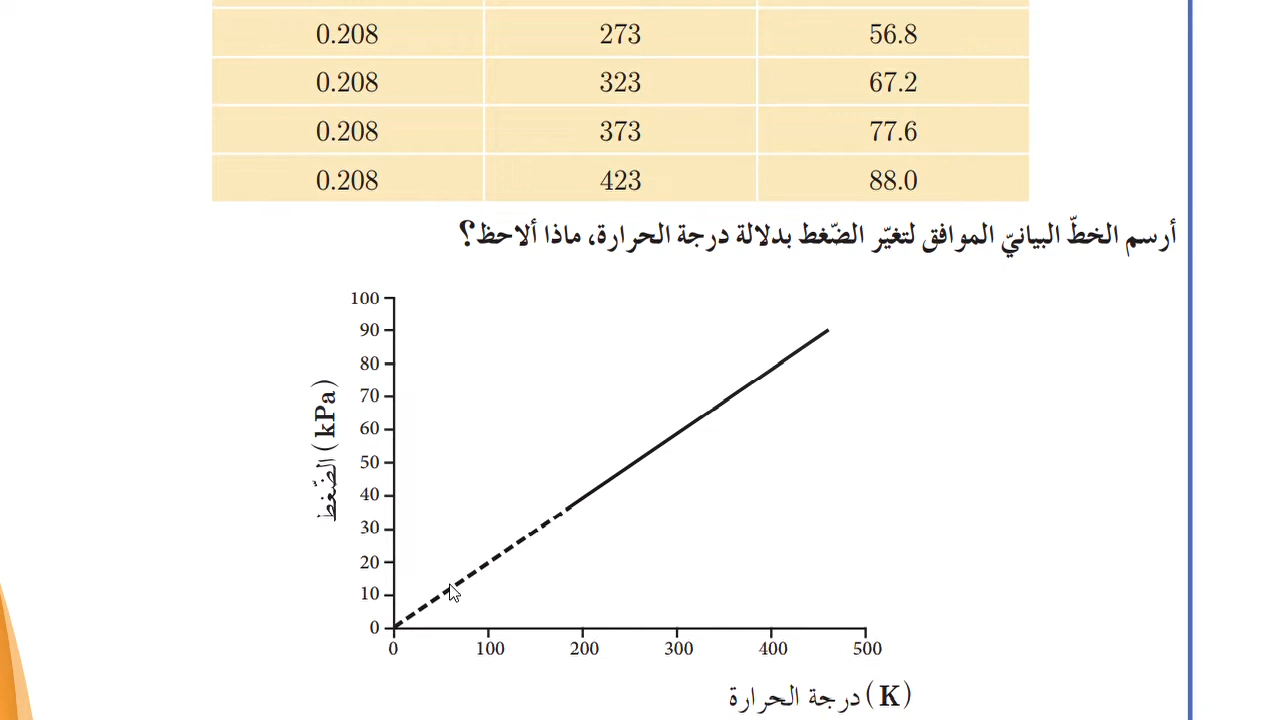 0.208 273 56.8
0.208 323 67.2
0.208 373 77.6
0.208 423 88.0
أرسم الخطّ البيانيّ الموافق لتغيّر الضّغط بدلالة درجة الحرارة، ماذا ألاحظ؟
100
90
80
70
60
50
40
30
20
10
0
الضّغط (kPa)
0 100 200 300 400 500
درجة الحرارة (K)